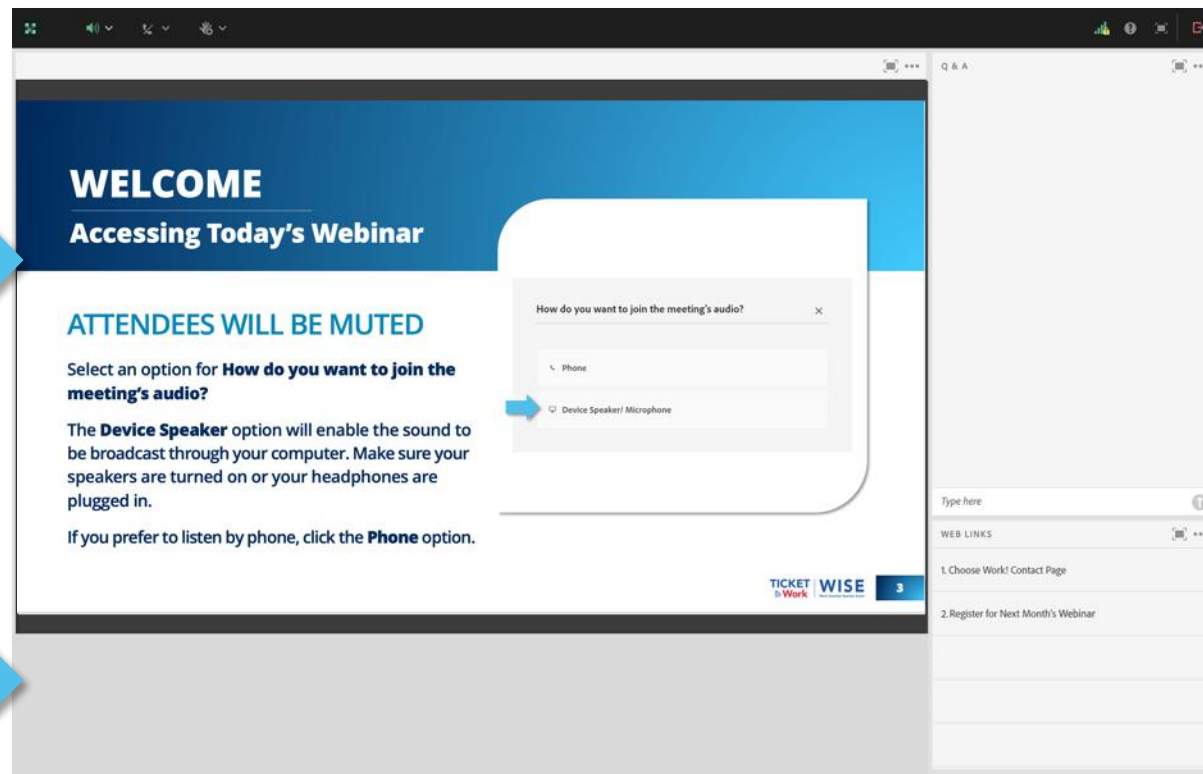 Q & A
WELCOME
Accessing Today's Webinar
ATTENDEES WILL BE MUTED
Select an option for How do you want to join the
meeting's audio?
The Device Speaker option will enable the sound to
be broadcast through your computer. Make sure your
speakers are turned on or your headphones are
plugged in.
If you prefer to listen by phone, click the Phone option.
How do you want to join the meeting's audio?
Phone
Device Speaker/ Microphone
TICKET to Work WISE
3
Type here
WEB LINKS
1. Choose Work! Contact Page
2. Register for Next Month's Webinar